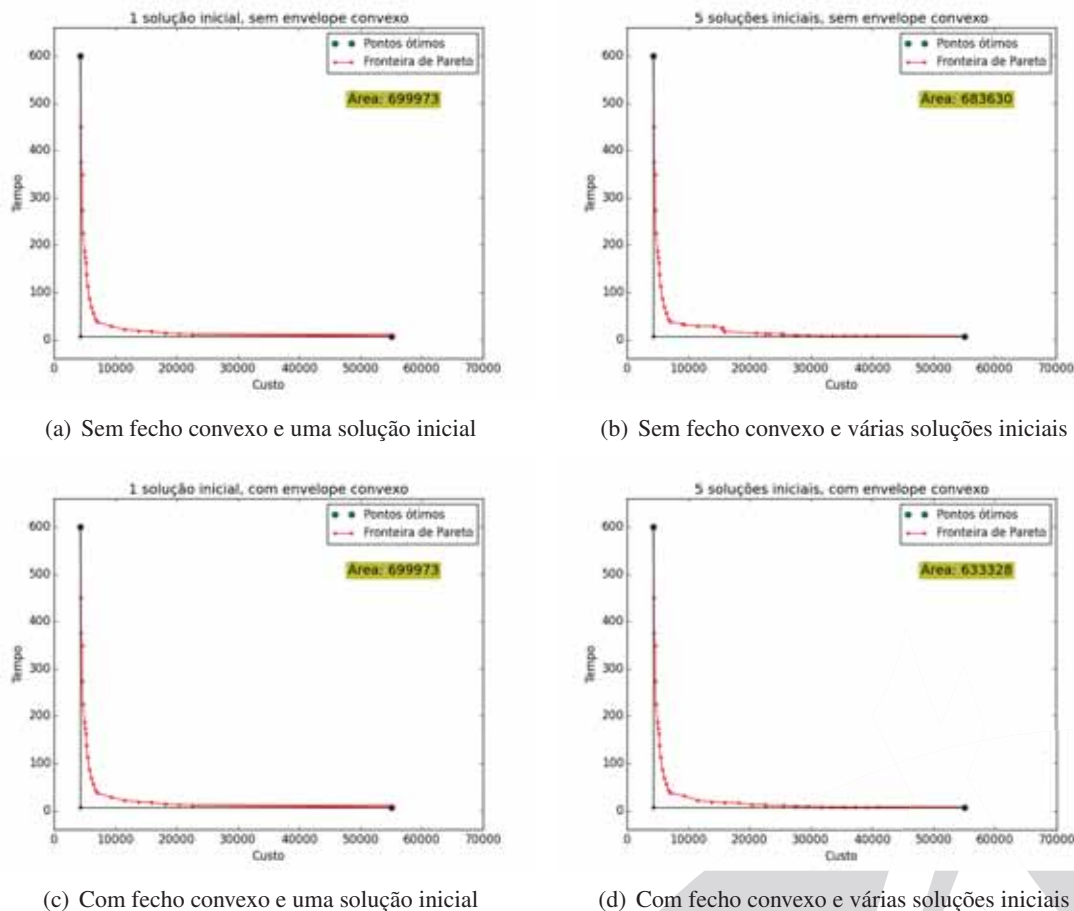 1 solução inicial, sem envelope convexo
Pontos ótimos
Fronteira de Pareto
Área: 699973
Tempo
600
500
400
300
200
100
0
0 10000 20000 30000 40000 50000 60000 70000
Custo
(a) Sem fecho convexo e uma solução inicial
5 soluções iniciais, sem envelope convexo
Pontos ótimos
Fronteira de Pareto
Área: 683630
Tempo
600
500
400
300
200
100
0
0 10000 20000 30000 40000 50000 60000 70000
Custo
(b) Sem fecho convexo e várias soluções iniciais
1 solução inicial, com envelope convexo
Pontos ótimos
Fronteira de Pareto
Área: 699973
Tempo
600
500
400
300
200
100
0
0 10000 20000 30000 40000 50000 60000 70000
Custo
(c) Com fecho convexo e uma solução inicial
5 soluções iniciais, com envelope convexo
Pontos ótimos
Fronteira de Pareto
Área: 633328
Tempo
600
500
400
300
200
100
0
0 10000 20000 30000 40000 50000 60000 70000
Custo
(d) Com fecho convexo e várias soluções iniciais